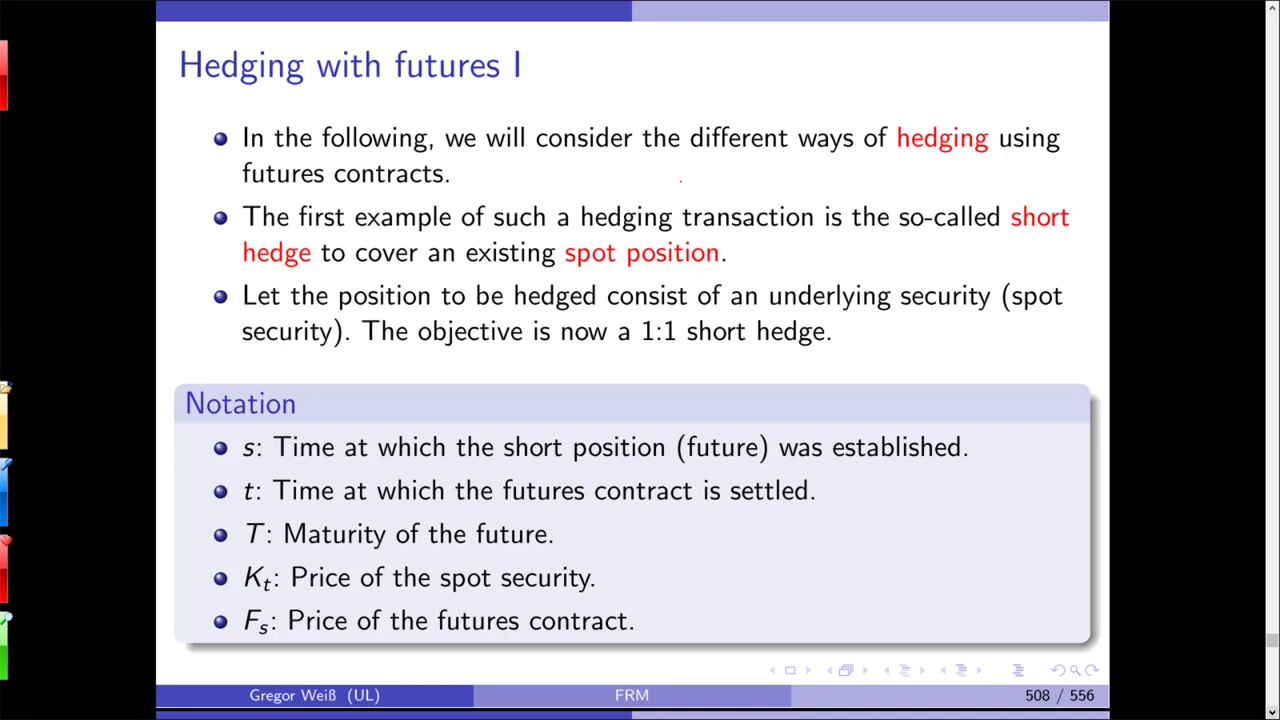 Hedging with futures I
In the following, we will consider the different ways of hedging using
futures contracts.
The first example of such a hedging transaction is the so-called short
hedge to cover an existing spot position.
Let the position to be hedged consist of an underlying security (spot
security). The objective is now a 1:1 short hedge.
Notation
s: Time at which the short position (future) was established.
t: Time at which the futures contract is settled.
T: Maturity of the future.
Kₜ: Price of the spot security.
Fₛ: Price of the futures contract.
Gregor Weiß (UL) FRM 508 / 556